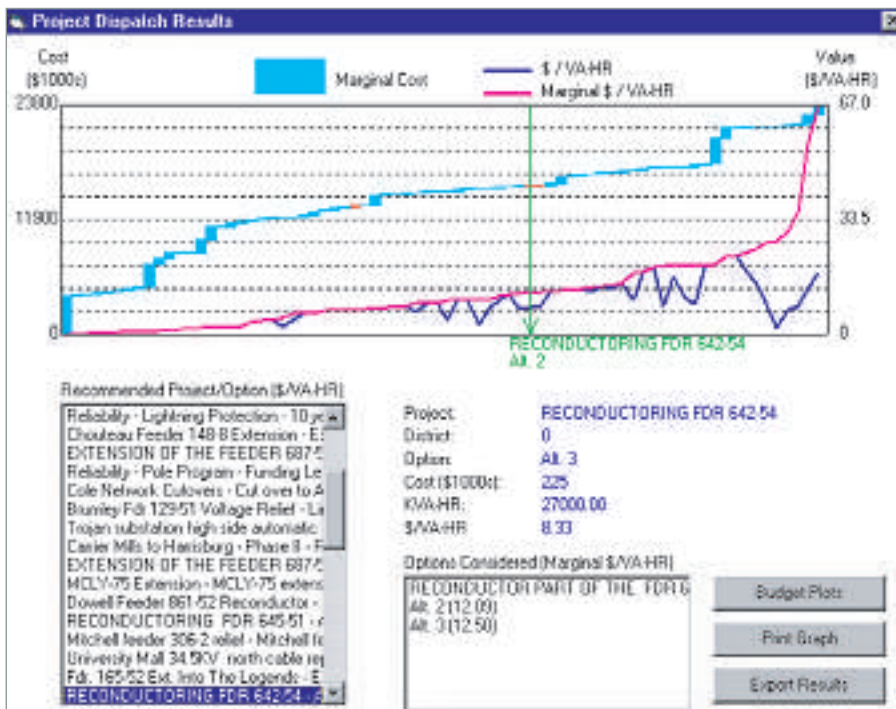 Project Dispatch Results
Cost
($1000s)
Marginal Cost
$ / VA-HR
Marginal $ / VA-HR
Value
($/VA-HR)
23800
67.0
11900
33.5
0
0
RECONDUCTORING FDR 642-54
Alt. 2
Recommended Project/Option ($/VA-HR)
Reliability - Lightning Protection - 10 ye
Chouteau Feeder 148-8 Extension - E
EXTENSION OF THE FEEDER 687-5
Reliability - Pole Program - Funding Le
Cole Network Cutovers - Cut over to A
Brumley Fdr 129-51 Voltage Relief - Li
Trojan substation high side automatic
Carrier Mills to Harrisburg - Phase II - F
EXTENSION OF THE FEEDER 687-5
MCLY-75 Extension - MCLY-75 extens
Dowell Feeder 861-52 Reconductor -
RECONDUCTORING FDR 645-51 -
Mitchell feeder 306-2 relief - Mitchell fe
University Mall 34.5KV north cable rep
Fdr. 165-52 Ext. Into The Legends - E
RECONDUCTORING FDR 642-54 -
Project: RECONDUCTORING FDR 642-54
District: 0
Option: Alt. 3
Cost ($1000s): 225
KVA-HR: 27000.00
$/VA-HR 8.33
Options Considered (Marginal $/VA-HR)
RECONDUCTOR PART OF THE FDR 6
Alt. 2 (12.09)
Alt. 3 (12.50)
Budget Plots
Print Graph
Export Results